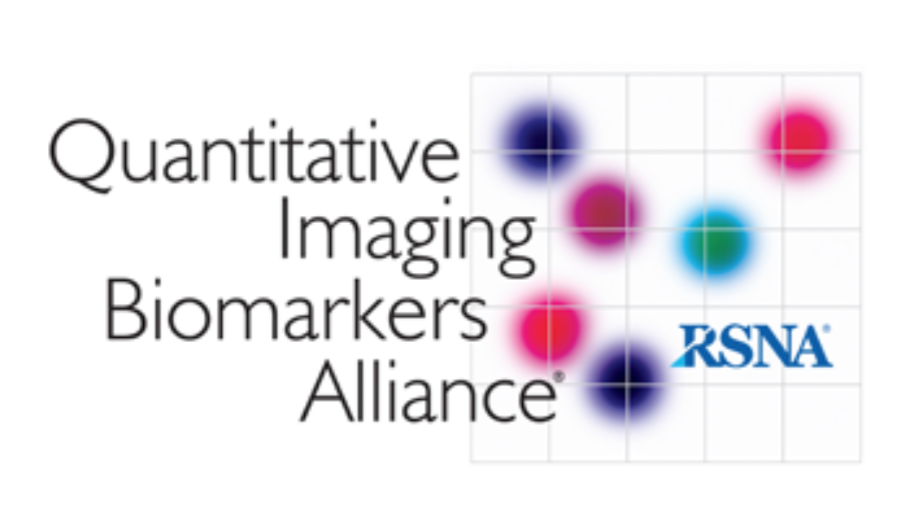 Quantitative
Imaging
Biomarkers
Alliance®
RSNA®